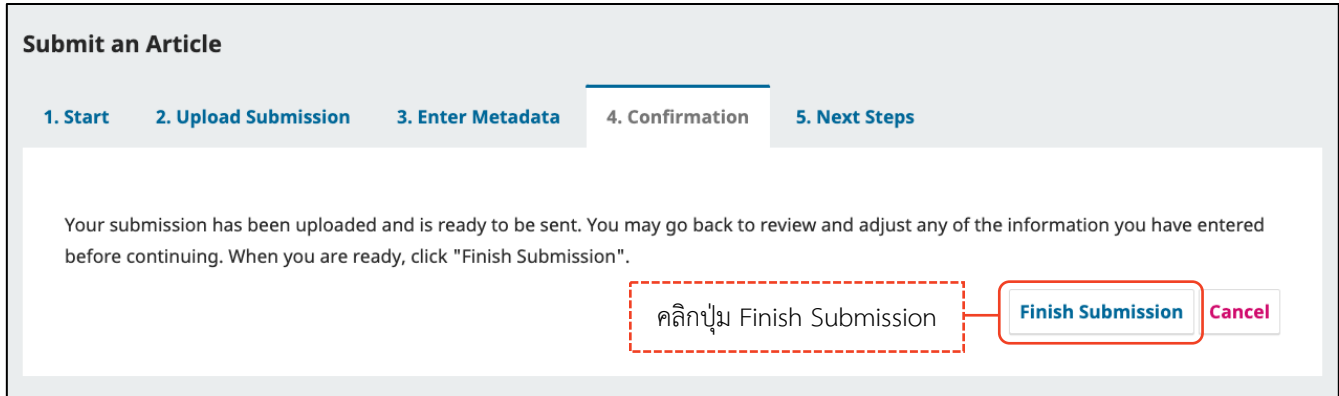 Submit an Article
1. Start 2. Upload Submission 3. Enter Metadata 4. Confirmation 5. Next Steps
Your submission has been uploaded and is ready to be sent. You may go back to review and adjust any of the information you have entered
before continuing. When you are ready, click "Finish Submission".
คลิกปุ่ม Finish Submission Finish Submission Cancel